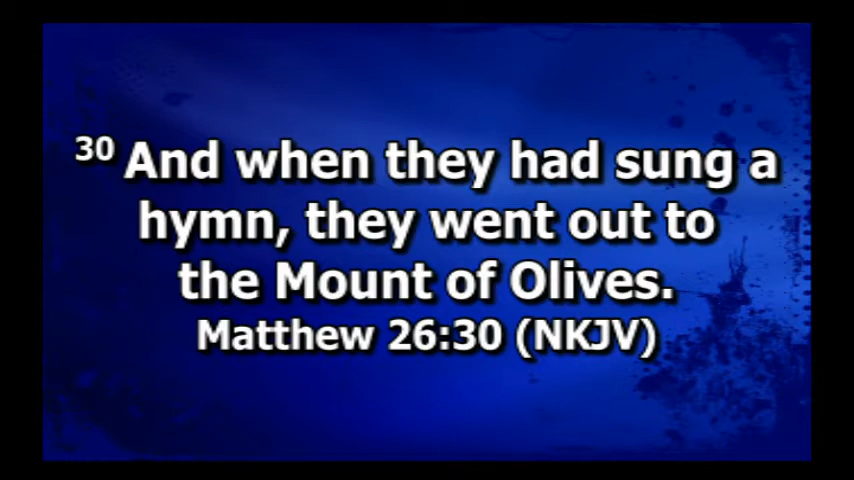 30 And when they had sung a
hymn, they went out to
the Mount of Olives.
Matthew 26:30 (NKJV)